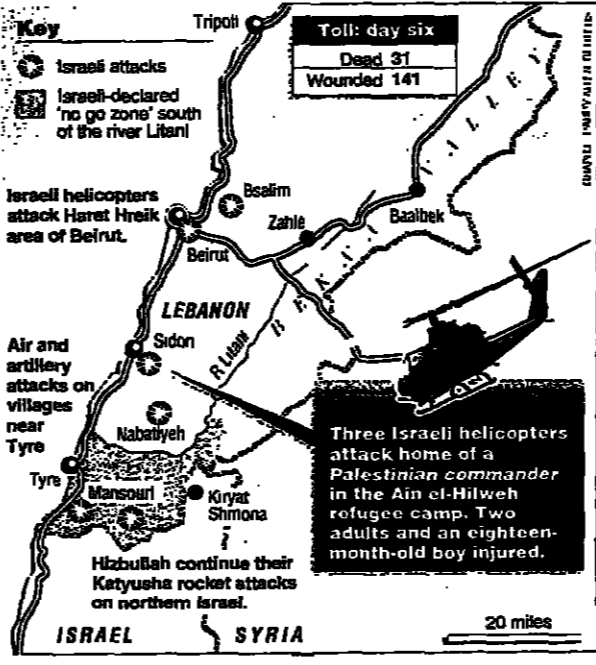 Key
Israeli attacks
Israeli-declared
'no go zone' south
of the river Litani
Tripoli
Toll: day six
Dead 31
Wounded 141
Israeli helicopters
attack Haret Hreik
area of Beirut.
Bsalim
Beirut
Zahlé
Baalbek
BEKAA VALLEY
LEBANON
R Litani
Sidon
Air and
artillery
attacks on
villages
near
Tyre
Nabatiyeh
Tyre
Mansouri
Kiryat
Shmona
Three Israeli helicopters
attack home of a
Palestinian commander
in the Ain el-Hilweh
refugee camp. Two
adults and an eighteen-
month-old boy injured.
Hizbullah continue their
Katyusha rocket attacks
on northern Israel.
ISRAEL
SYRIA
20 miles